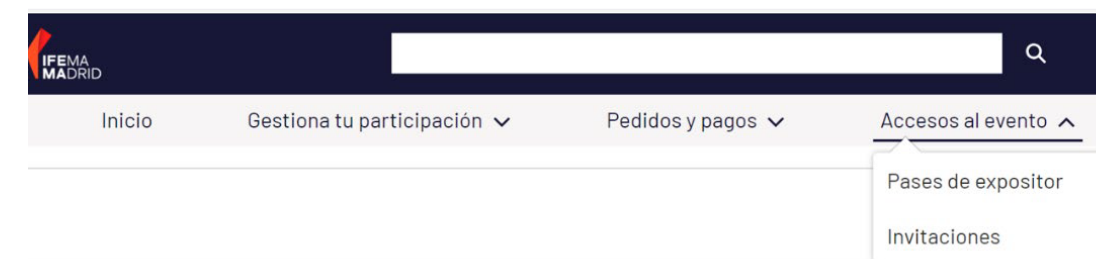 IFEMA
MADRID
Inicio Gestiona tu participación Pedidos y pagos Accesos al evento
Pases de expositor
Invitaciones